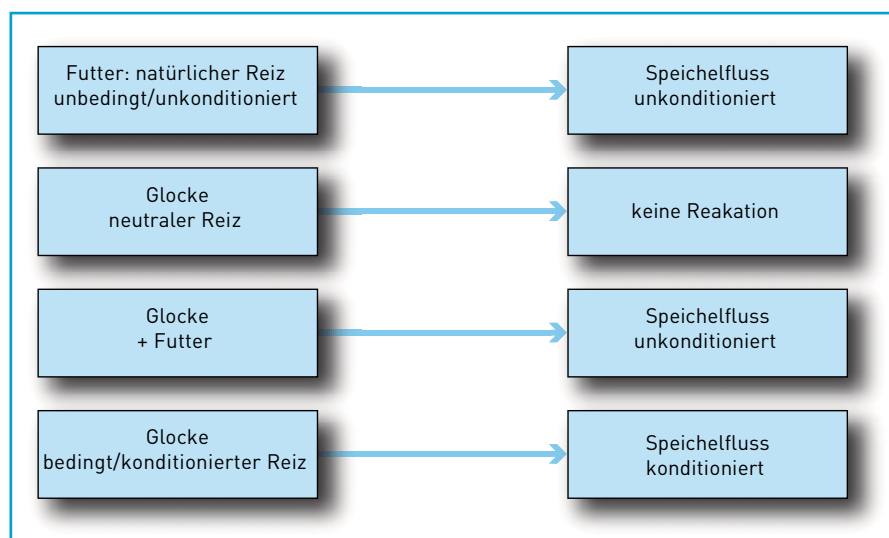 Futter: natürlicher Reiz
unbedingt/unkonditioniert
Speichelfluss
unkonditioniert
Glocke
neutraler Reiz
keine Reakation
Glocke
+ Futter
Speichelfluss
unkonditioniert
Glocke
bedingt/konditionierter Reiz
Speichelfluss
konditioniert